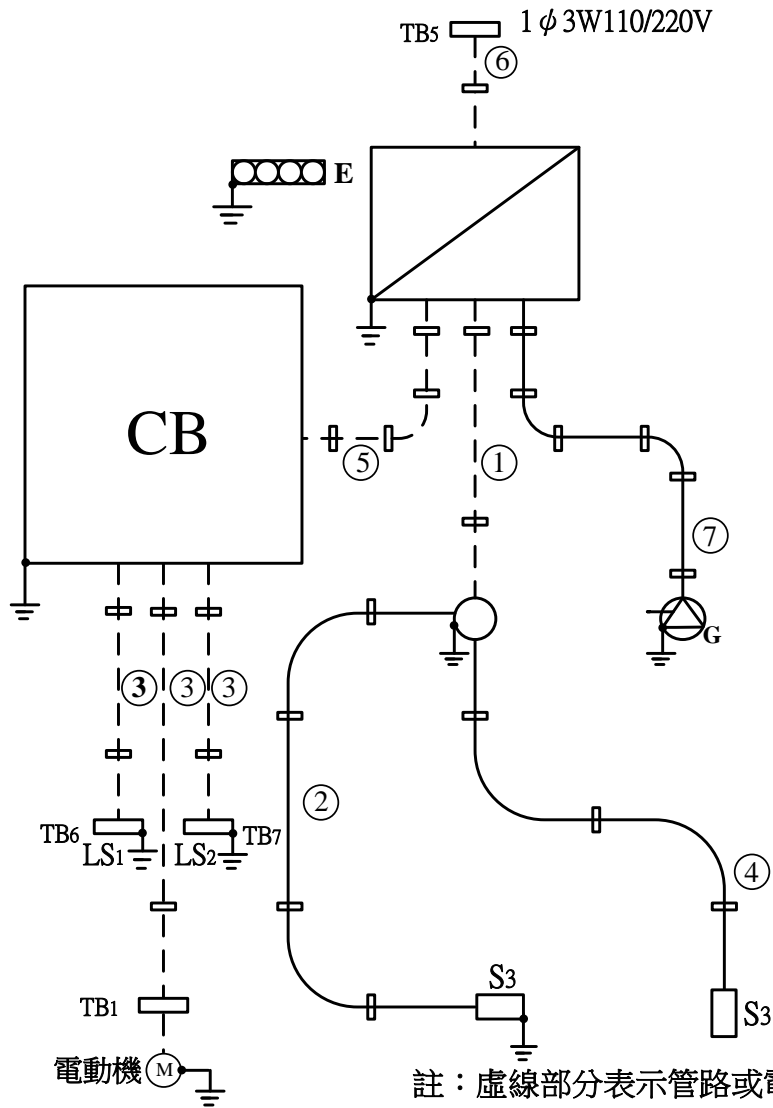 TB5
1φ3W110/220V
⑥
E
CB
⑤
①
⑦
G
③
③
③
②
TB6
LS1
LS2
TB7
④
TB1
S3
S3
電動機
M
註：虛線部分表示管路或